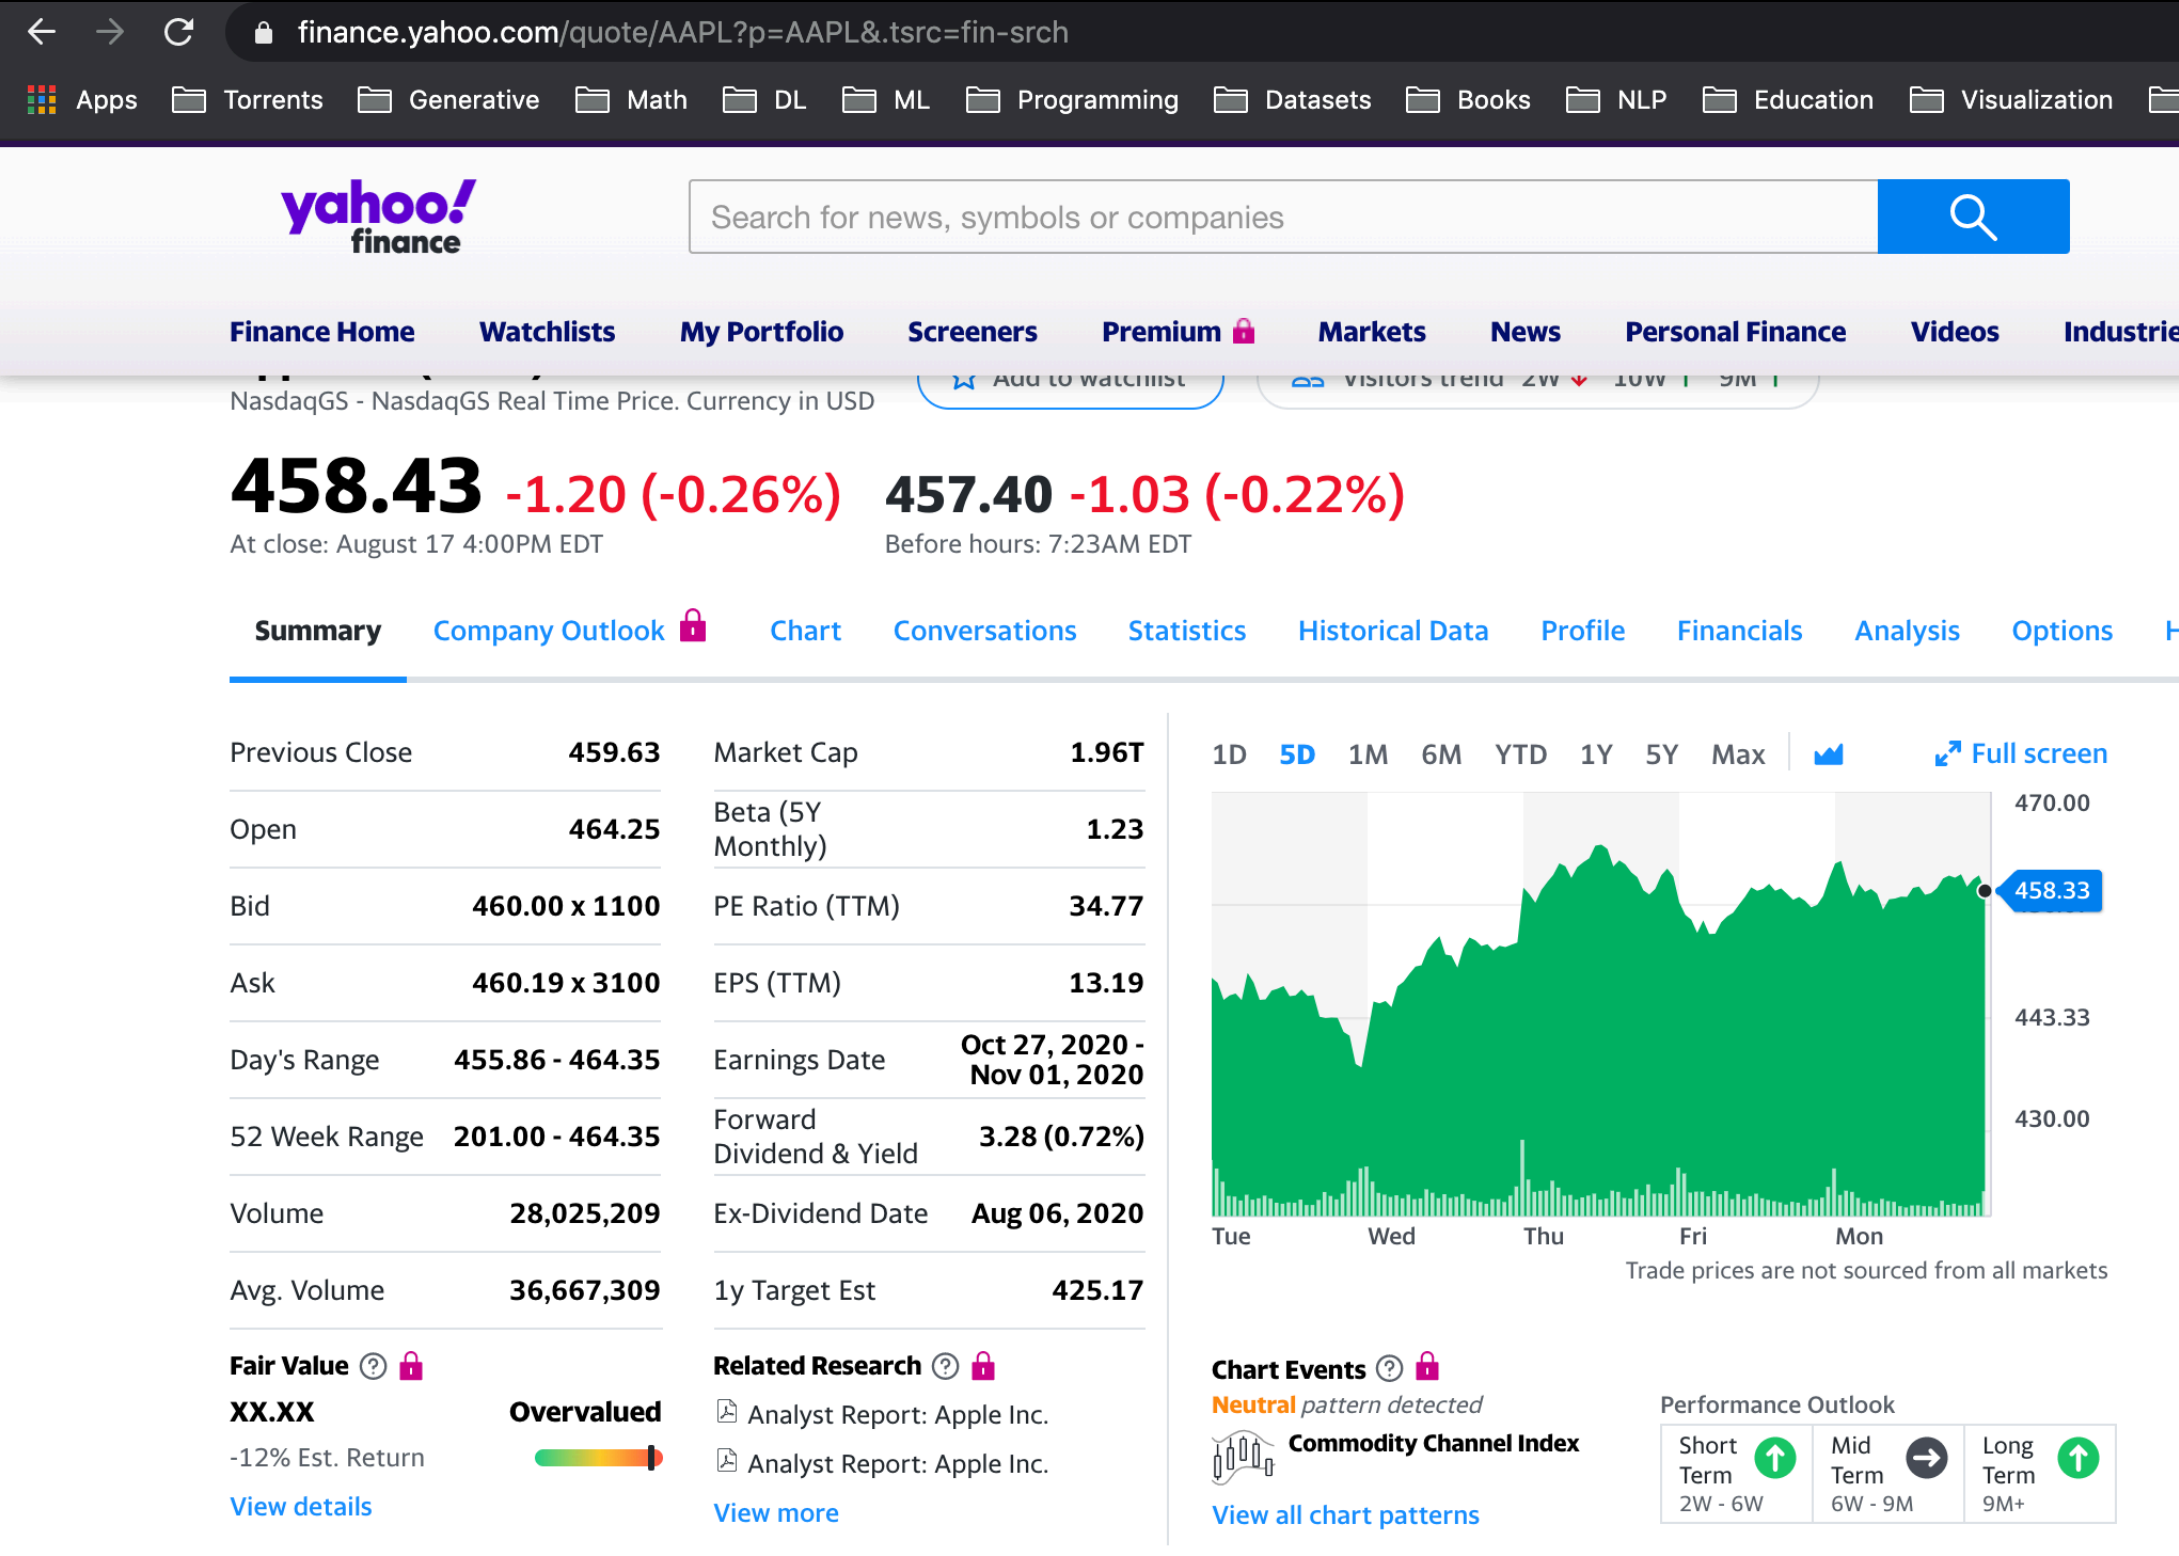 finance.yahoo.com/quote/AAPL?p=AAPL&.tsrc=fin-srch
Apps Torrents Generative Math DL ML Programming Datasets Books NLP Education Visualization
yahoo!
finance
Search for news, symbols or companies
Finance Home Watchlists My Portfolio Screeners Premium Markets News Personal Finance Videos Industrie
Add to watchlist Visitors trend 2W 10W 9M
NasdaqGS - NasdaqGS Real Time Price. Currency in USD
458.43 -1.20 (-0.26%) 457.40 -1.03 (-0.22%)
At close: August 17 4:00PM EDT Before hours: 7:23AM EDT
Summary Company Outlook Chart Conversations Statistics Historical Data Profile Financials Analysis Options H
Previous Close 459.63
Open 464.25
Bid 460.00 x 1100
Ask 460.19 x 3100
Day's Range 455.86 - 464.35
52 Week Range 201.00 - 464.35
Volume 28,025,209
Avg. Volume 36,667,309
Market Cap 1.96T
Beta (5Y
Monthly) 1.23
PE Ratio (TTM) 34.77
EPS (TTM) 13.19
Earnings Date Oct 27, 2020 -
Nov 01, 2020
Forward
Dividend & Yield 3.28 (0.72%)
Ex-Dividend Date Aug 06, 2020
1y Target Est 425.17
1D 5D 1M 6M YTD 1Y 5Y Max Full screen
470.00
458.33
443.33
430.00
Tue Wed Thu Fri Mon
Trade prices are not sourced from all markets
Fair Value ?
XX.XX Overvalued
-12% Est. Return
View details
Related Research ?
Analyst Report: Apple Inc.
Analyst Report: Apple Inc.
View more
Chart Events ?
Neutral pattern detected
Commodity Channel Index
View all chart patterns
Performance Outlook
Short
Term
2W - 6W
Mid
Term
6W - 9M
Long
Term
9M+